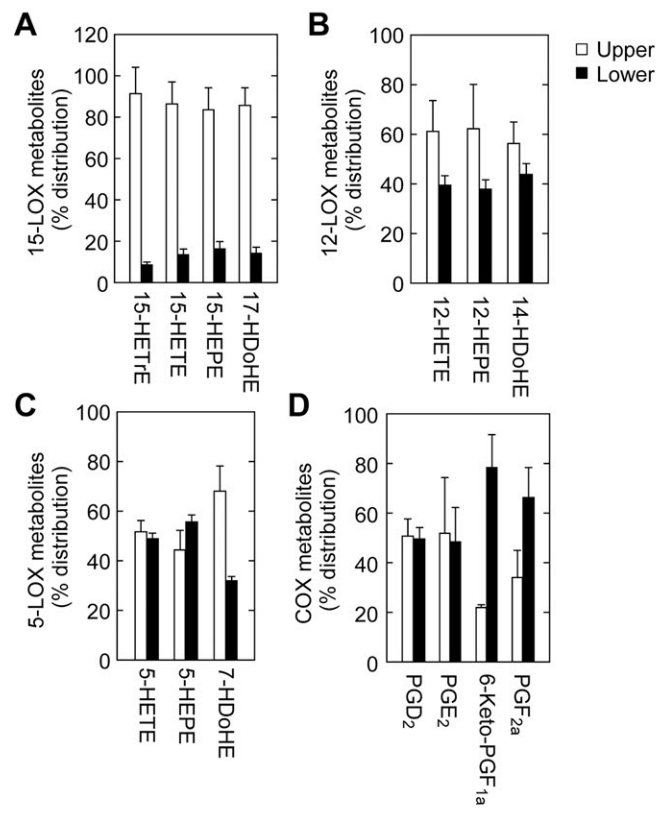 A
15-LOX metabolites
(% distribution)
120
100
80
60
40
20
0
15-HETrE
15-HETE
15-HEPE
17-HDoHE
B
12-LOX metabolites
(% distribution)
100
80
60
40
20
0
12-HETE
12-HEPE
14-HDoHE
Upper
Lower
C
5-LOX metabolites
(% distribution)
100
80
60
40
20
0
5-HETE
5-HEPE
7-HDoHE
D
COX metabolites
(% distribution)
100
80
60
40
20
0
PGD2
PGE2
6-Keto-PGF1a
PGF2a